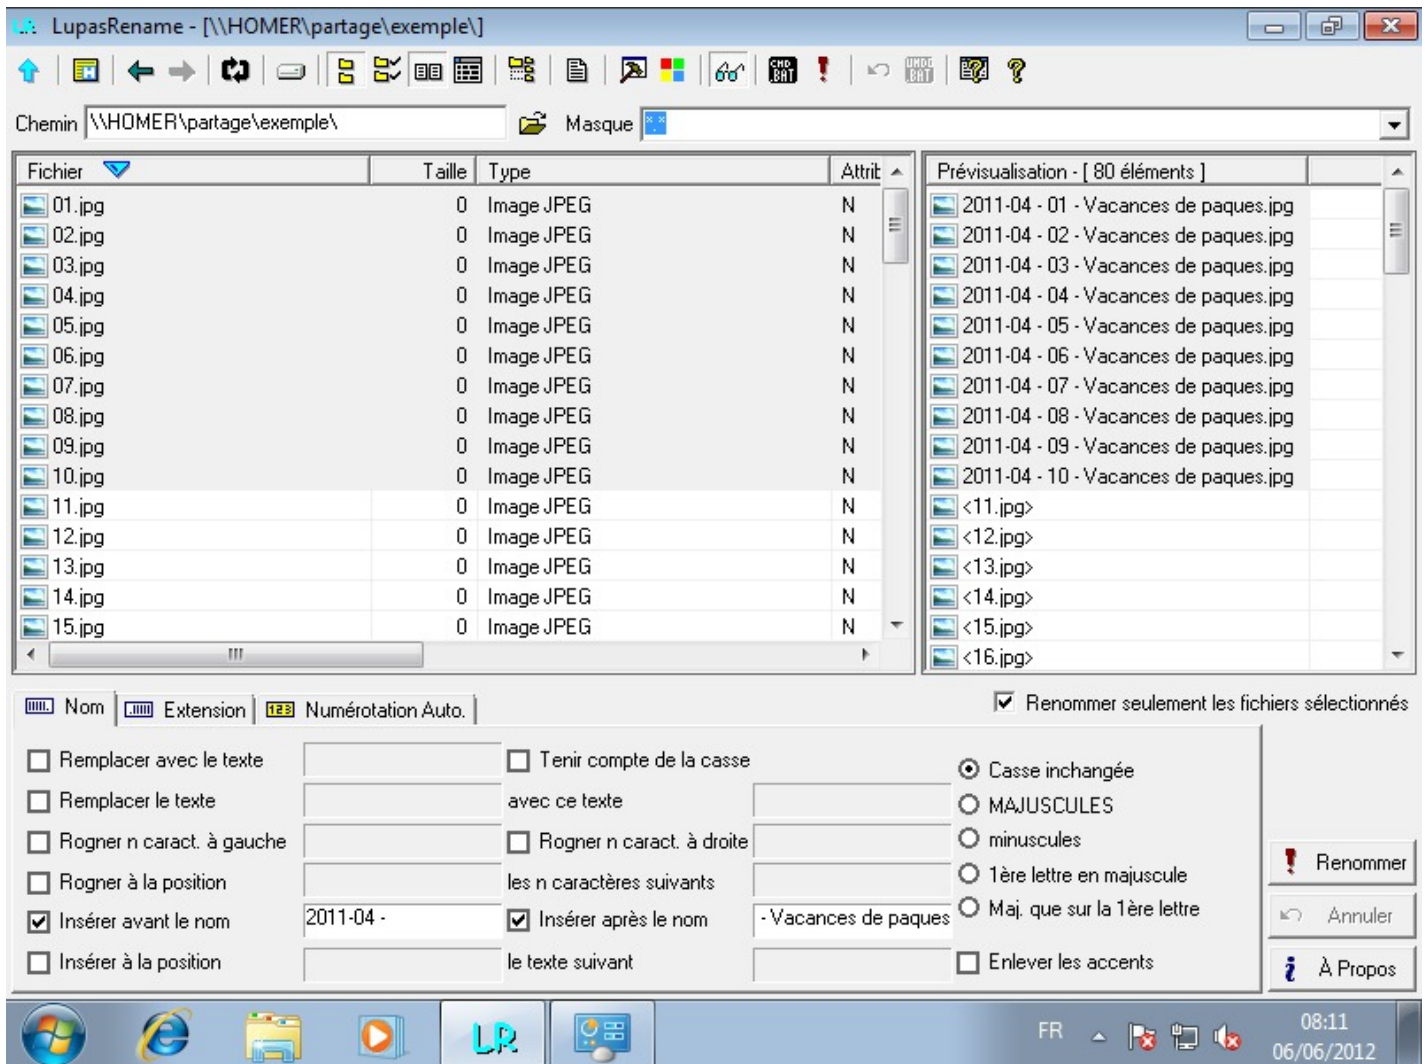 LupasRename - [\\HOMER\partage\exemple\]
CMD .BAT UNDO .BAT
Chemin \\HOMER\partage\exemple\ Masque *.*
Fichier Taille Type Attrib Prévisualisation - [ 80 éléments ]
01.jpg 0 Image JPEG N 2011-04 - 01 - Vacances de paques.jpg
02.jpg 0 Image JPEG N 2011-04 - 02 - Vacances de paques.jpg
03.jpg 0 Image JPEG N 2011-04 - 03 - Vacances de paques.jpg
04.jpg 0 Image JPEG N 2011-04 - 04 - Vacances de paques.jpg
05.jpg 0 Image JPEG N 2011-04 - 05 - Vacances de paques.jpg
06.jpg 0 Image JPEG N 2011-04 - 06 - Vacances de paques.jpg
07.jpg 0 Image JPEG N 2011-04 - 07 - Vacances de paques.jpg
08.jpg 0 Image JPEG N 2011-04 - 08 - Vacances de paques.jpg
09.jpg 0 Image JPEG N 2011-04 - 09 - Vacances de paques.jpg
10.jpg 0 Image JPEG N 2011-04 - 10 - Vacances de paques.jpg
11.jpg 0 Image JPEG N <11.jpg>
12.jpg 0 Image JPEG N <12.jpg>
13.jpg 0 Image JPEG N <13.jpg>
14.jpg 0 Image JPEG N <14.jpg>
15.jpg 0 Image JPEG N <15.jpg>
<16.jpg>
Nom Extension 123 Numérotation Auto. Renommer seulement les fichiers sélectionnés
Remplacer avec le texte Tenir compte de la casse Casse inchangée
Remplacer le texte avec ce texte MAJUSCULES
Rogner n caract. à gauche Rogner n caract. à droite minuscules
Rogner à la position les n caractères suivants 1ère lettre en majuscule Renommer
Insérer avant le nom 2011-04 - Insérer après le nom - Vacances de paques Maj. que sur la 1ère lettre Annuler
Insérer à la position le texte suivant Enlever les accents À Propos
LR FR 08:11
06/06/2012